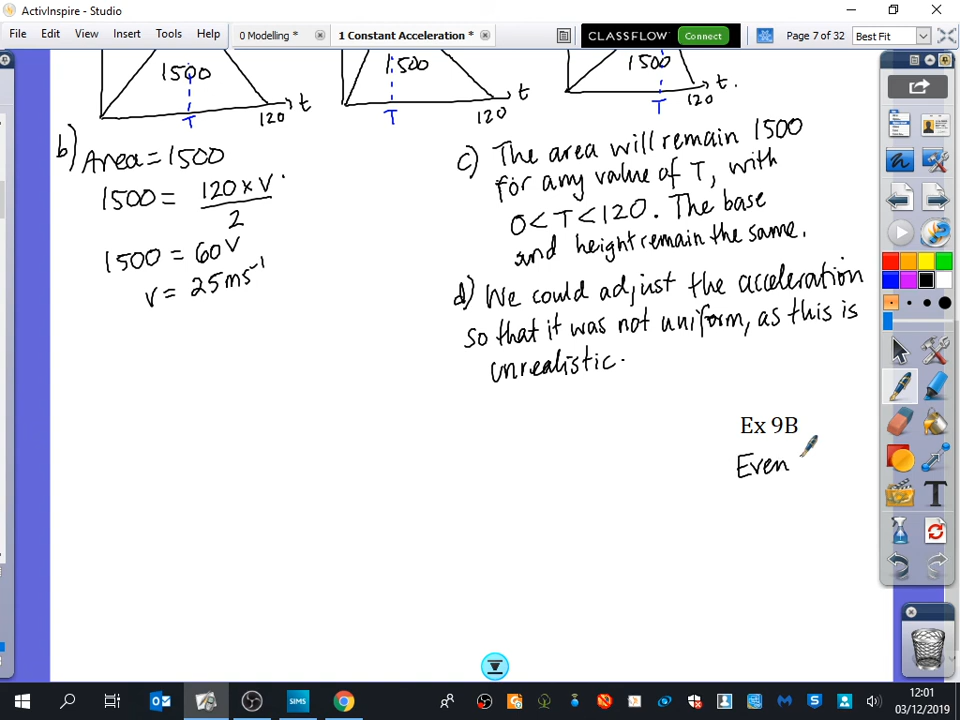 ActivInspire - Studio
File Edit View Insert Tools Help
0 Modelling *
1 Constant Acceleration *
CLASSFLOW Connect
Page 7 of 32
Best Fit
1500
T
120
t
1500
T
120
t
1500
T
120
t
b) Area = 1500
1500 = 120 × v
2
1500 = 60v
v = 25ms⁻¹
c) The area will remain 1500
for any value of T, with
0 < T < 120. The base
and height remain the same.
d) We could adjust the acceleration
so that it was not uniform, as this is
unrealistic.
Ex 9B
Even
T
SIMS
12:01
03/12/2019